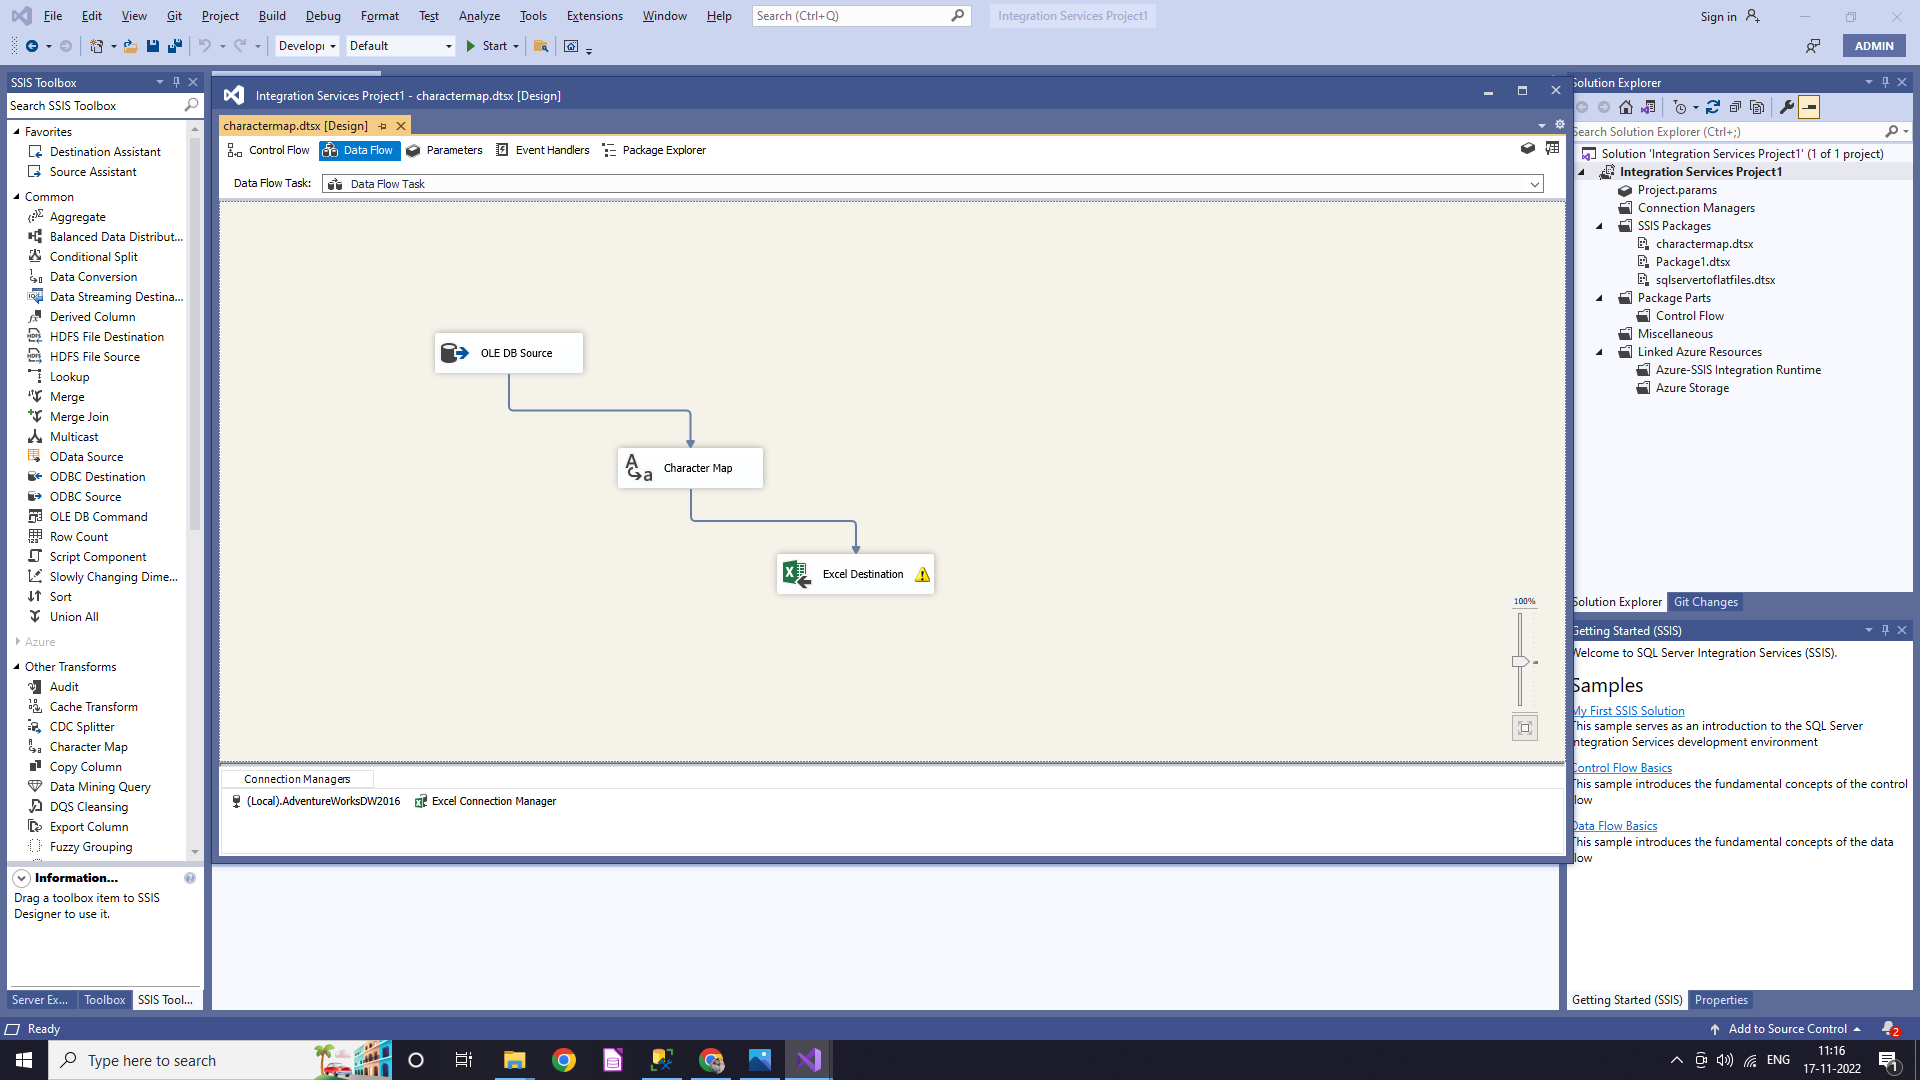 File Edit View Git Project Build Debug Format Test Analyze Tools Extensions Window Help Search (Ctrl+Q) Integration Services Project1 Sign in
Developı Default Start ADMIN
SSIS Toolbox
Search SSIS Toolbox
Favorites
Destination Assistant
Source Assistant
Common
Aggregate
Balanced Data Distribut...
Conditional Split
Data Conversion
Data Streaming Destina...
Derived Column
HDFS File Destination
HDFS File Source
Lookup
Merge
Merge Join
Multicast
OData Source
ODBC Destination
ODBC Source
OLE DB Command
Row Count
Script Component
Slowly Changing Dime...
Sort
Union All
Azure
Other Transforms
Audit
Cache Transform
CDC Splitter
Character Map
Copy Column
Data Mining Query
DQS Cleansing
Export Column
Fuzzy Grouping
Information...
Drag a toolbox item to SSIS
Designer to use it.
Server Ex... Toolbox SSIS Tool...
Integration Services Project1 - charactermap.dtsx [Design]
charactermap.dtsx [Design]
Control Flow Data Flow Parameters Event Handlers Package Explorer
Data Flow Task: Data Flow Task
OLE DB Source
Character Map
Excel Destination
100%
Connection Managers
(Local).AdventureWorksDW2016 Excel Connection Manager
Solution Explorer
Search Solution Explorer (Ctrl+;)
Solution 'Integration Services Project1' (1 of 1 project)
Integration Services Project1
Project.params
Connection Managers
SSIS Packages
charactermap.dtsx
Package1.dtsx
sqlservertoflatfiles.dtsx
Package Parts
Control Flow
Miscellaneous
Linked Azure Resources
Azure-SSIS Integration Runtime
Azure Storage
Solution Explorer Git Changes
Getting Started (SSIS)
Welcome to SQL Server Integration Services (SSIS).
Samples
My First SSIS Solution
This sample serves as an introduction to the SQL Server
Integration Services development environment
Control Flow Basics
This sample introduces the fundamental concepts of the control
flow
Data Flow Basics
This sample introduces the fundamental concepts of the data
flow
Getting Started (SSIS) Properties
Ready Add to Source Control 2
Type here to search ENG 11:16
17-11-2022 1